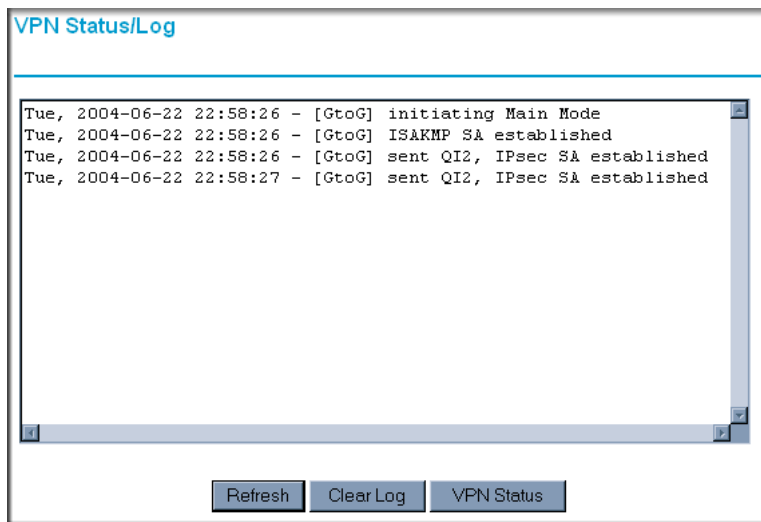 VPN Status/Log
Tue, 2004-06-22 22:58:26 - [GtoG] initiating Main Mode
Tue, 2004-06-22 22:58:26 - [GtoG] ISAKMP SA established
Tue, 2004-06-22 22:58:26 - [GtoG] sent QI2, IPsec SA established
Tue, 2004-06-22 22:58:27 - [GtoG] sent QI2, IPsec SA established
Refresh Clear Log VPN Status